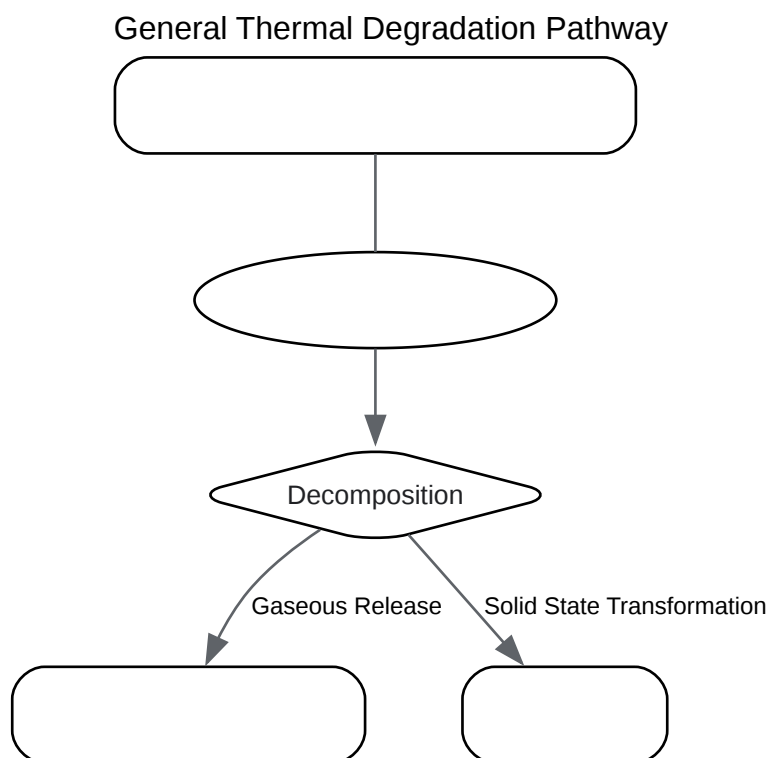 General Thermal Degradation Pathway
Decomposition
Gaseous Release
Solid State Transformation